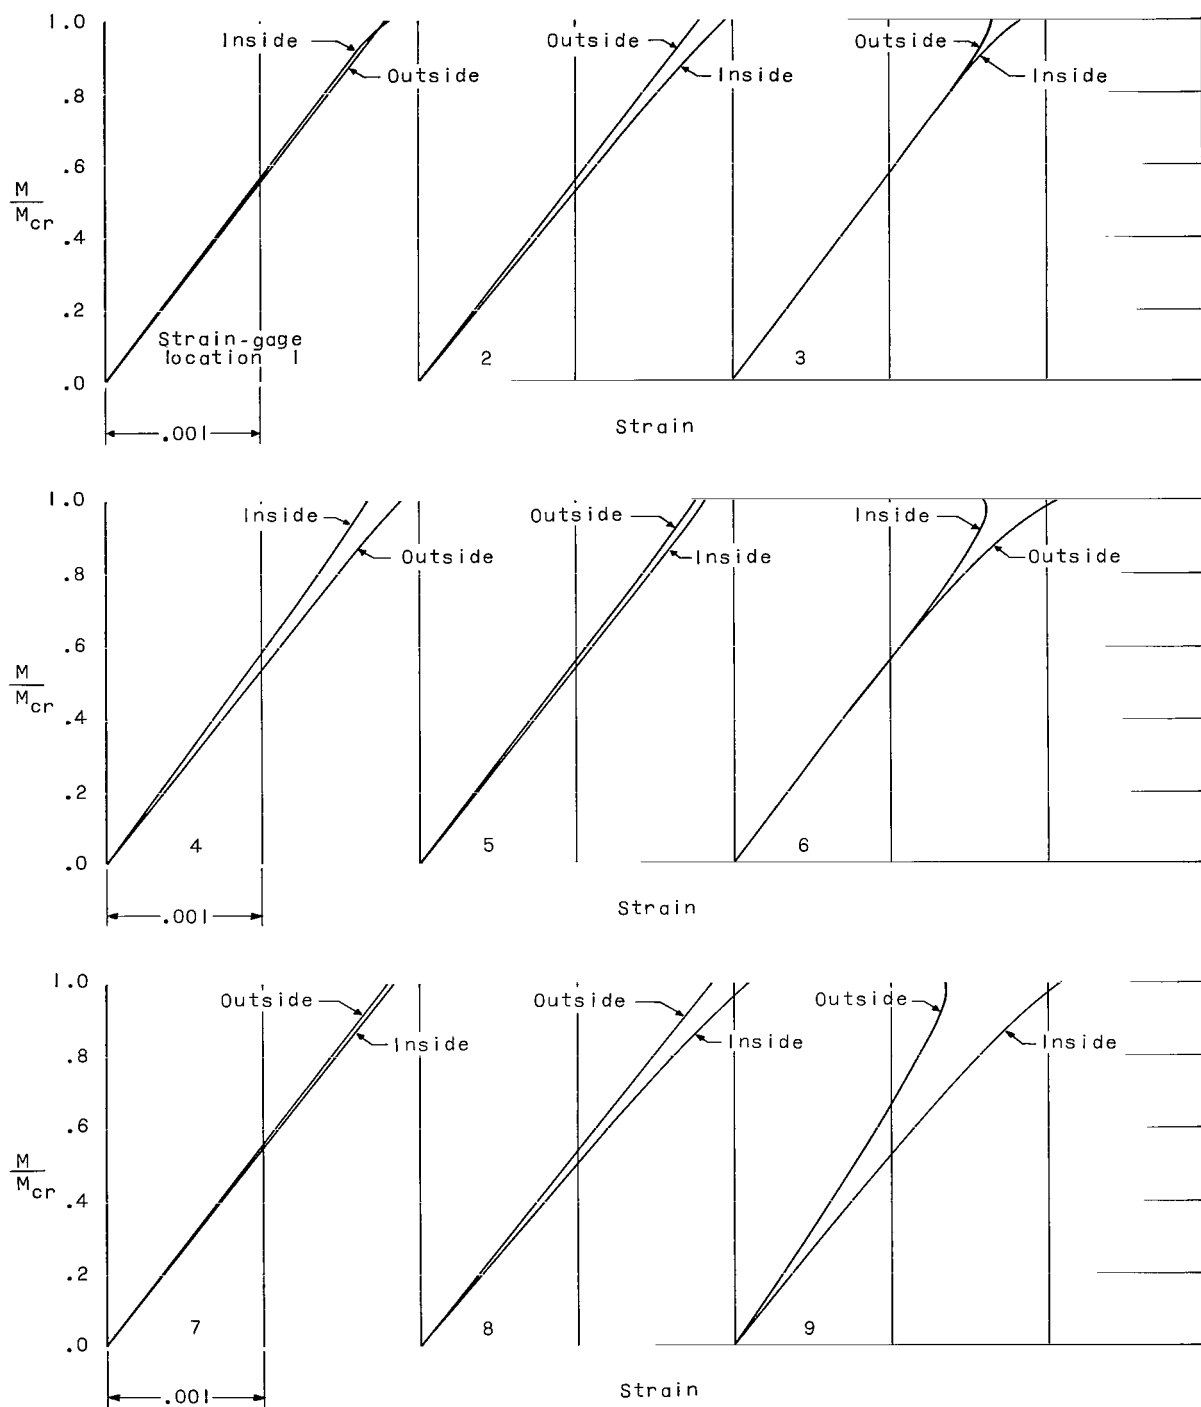 1.0
Inside
Outside
.8
.6
M
Mcr
.4
.2
Strain-gage
location 1
.0
.001
Outside
Inside
2
Outside
Inside
3
Strain
1.0
Inside
Outside
.8
.6
M
Mcr
.4
.2
4
.0
.001
Outside
Inside
5
Inside
Outside
6
Strain
1.0
Outside
Inside
.8
.6
M
Mcr
.4
.2
7
.0
.001
Outside
Inside
8
Outside
Inside
9
Strain